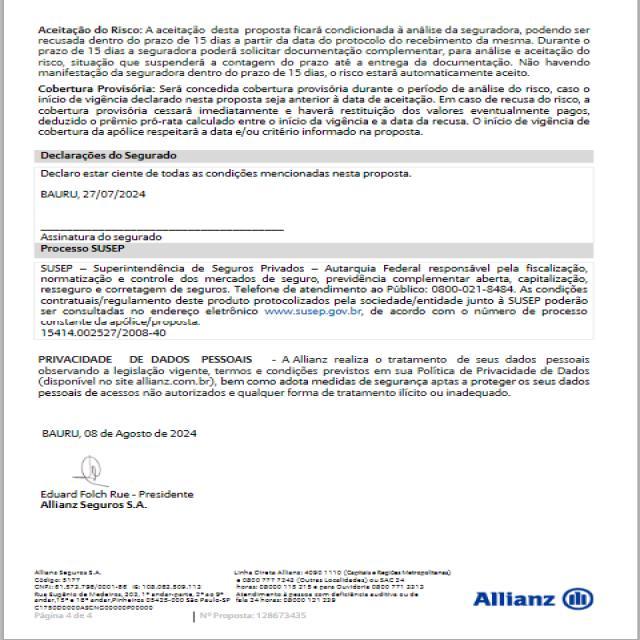 Aceitação do Risco: A aceitação desta proposta ficará condicionada à análise da seguradora, podendo ser
recusada dentro do prazo de 15 dias a partir da data do protocolo do recebimento da mesma. Durante o
prazo de 15 dias a seguradora poderá solicitar documentação complementar, para análise e aceitação do
risco, situação que suspenderá a contagem do prazo até a entrega da documentação. Não havendo
manifestação da seguradora dentro do prazo de 15 dias, o risco estará automaticamente aceito.
Cobertura Provisória: Será concedida cobertura provisória durante o período de análise do risco, caso o
início de vigência declarado nesta proposta seja anterior à data de aceitação. Em caso de recusa do risco, a
cobertura provisória cessará imediatamente e haverá restituição dos valores eventualmente pagos,
deduzido o prêmio pró-rata calculado entre o início da vigência e a data da recusa. O início de vigência de
cobertura da apólice respeitará a data e/ou critério informado na proposta.
Declarações do Segurado
Declaro estar ciente de todas as condições mencionadas nesta proposta.
BAURU, 27/07/2024
Assinatura do segurado
Processo SUSEP
SUSEP – Superintendência de Seguros Privados – Autarquia Federal responsável pela fiscalização,
normatização e controle dos mercados de seguro, previdência complementar aberta, capitalização,
resseguro e corretagem de seguros. Telefone de atendimento ao Público: 0800-021-8484. As condições
contratuais/regulamento deste produto protocolizados pela sociedade/entidade junto à SUSEP poderão
ser consultadas no endereço eletrônico www.susep.gov.br, de acordo com o número de processo
constante da apólice/proposta.
15414.002527/2008-40
PRIVACIDADE DE DADOS PESSOAIS - A Allianz realiza o tratamento de seus dados pessoais
observando a legislação vigente, termos e condições previstos em sua Política de Privacidade de Dados
(disponível no site allianz.com.br), bem como adota medidas de segurança aptas a proteger os seus dados
pessoais de acessos não autorizados e qualquer forma de tratamento ilícito ou inadequado.
BAURU, 08 de Agosto de 2024
Eduard Folch Rue - Presidente
Allianz Seguros S.A.
Allianz Seguros S.A.
Código: 5177
CNPJ: 61.573.796/0001-66 IE: 108.062.509.112
Rua Eugênio de Medeiros, 303, 1º andar-parte, 2º ao 9º
andar,15º e 16º andar,Pinheiros 05425-000 São Paulo-SP
Linha Direta Allianz: 4090 1110 (Capitais e Regiões Metropolitanas)
e 0800 777 7243 (Outras Localidades) ou SAC 24
horas: 08000 115 215 e para Ouvidoria 0800 771 3313
Atendimento à pessoa com deficiência auditiva ou de
fala 24 horas: 08000 121 239
Allianz
Página 4 de 4 | Nº Proposta: 128673435